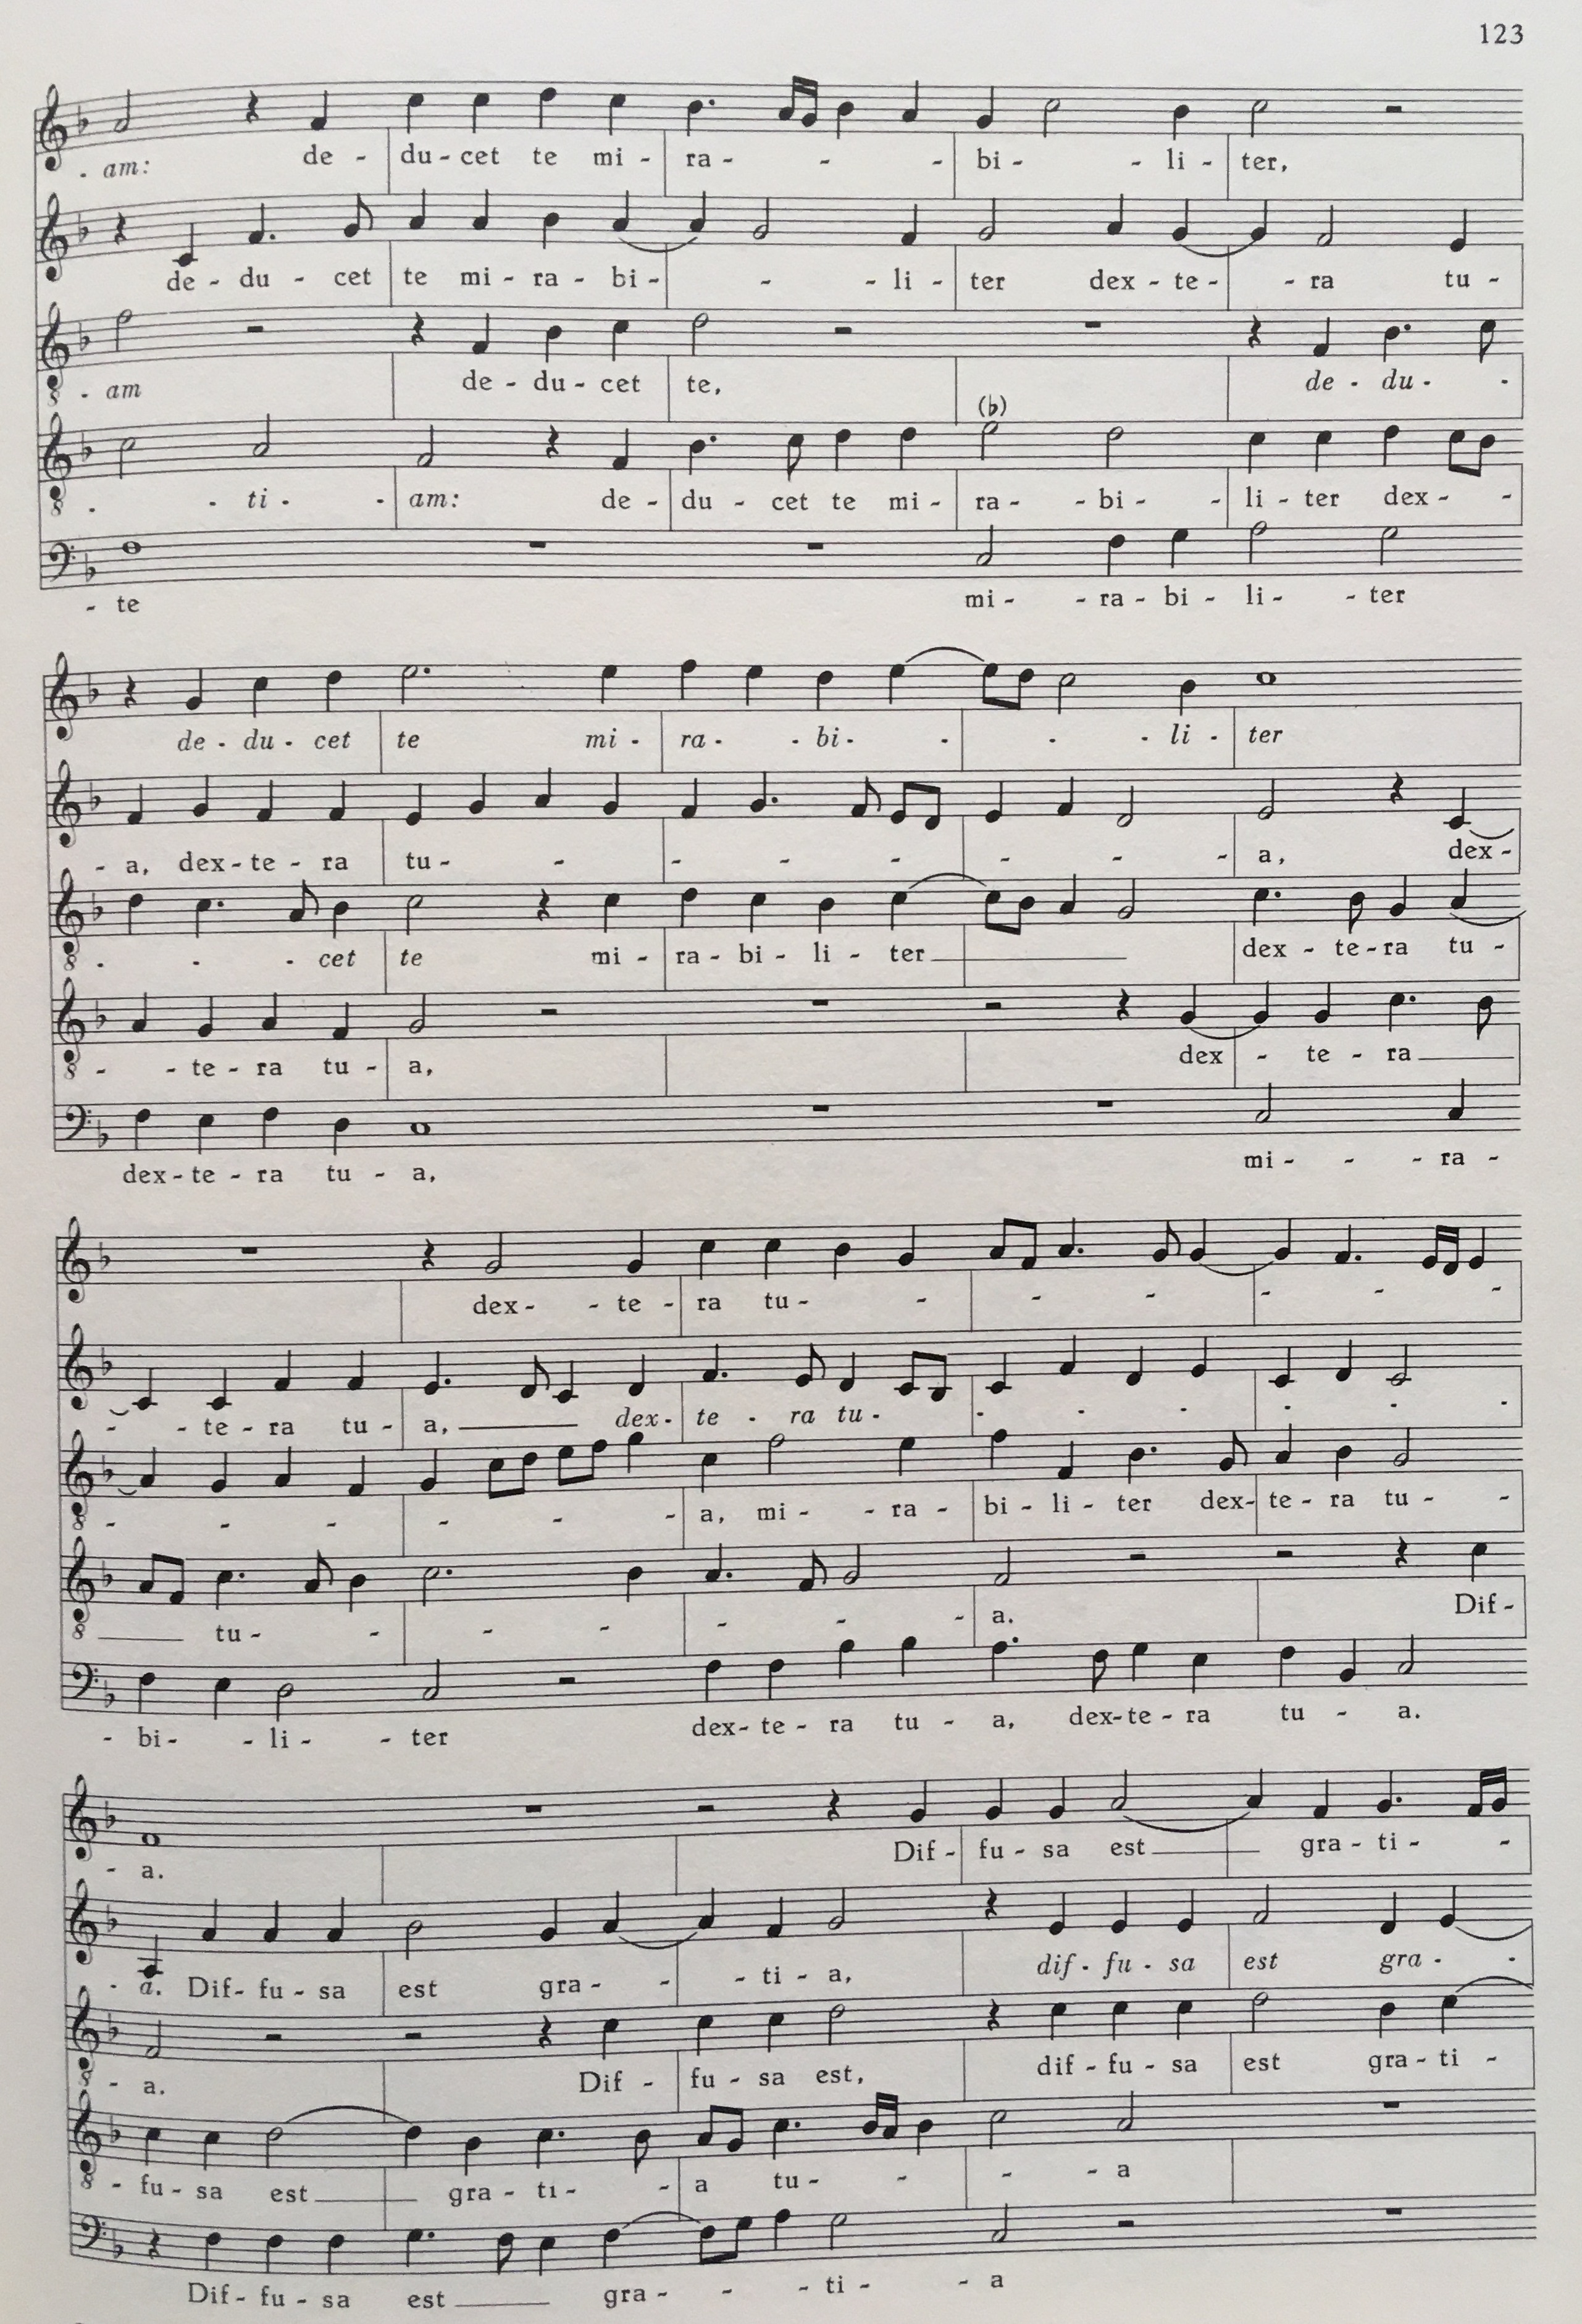 123
- am: de - du - cet te mi - ra - - - bi - - li - ter,
de - du - cet te mi - ra - bi - - - li - ter dex - te - - ra tu -
8 - am de - du - cet te, de - du - -
(b)
8 - - ti - - am: de - du - cet te mi - ra - - bi - - li - ter dex - -
- te mi - - ra - bi - li - - ter
de - du - cet te mi - ra - - bi - - - - li - ter
- a, dex - te - ra tu - - - - - - - - a, dex -
8 - - - cet te mi - ra - bi - li - ter dex - te - ra tu -
8 - - te - ra tu - a, dex - te - ra
dex - te - ra tu - a, mi - - - ra -
dex - - te - ra tu - - - - - - -
- - te - ra tu - a, dex - te - ra tu - - - - - - -
8 - - - - - - a, mi - - ra - bi - li - ter dex - te - ra tu - -
8 tu - - - - - - - a. Dif -
- bi - - li - - ter dex - te - ra tu - a, dex - te - ra tu - a.
- a. Dif - fu - sa est gra - ti - -
- a. Dif - fu - sa est gra - - - ti - a, dif - fu - sa est gra - -
8 - a. Dif - fu - sa est, dif - fu - sa est gra - ti -
8 - fu - sa est gra - ti - - a tu - - - - a
Dif - fu - sa est gra - - - ti - - a